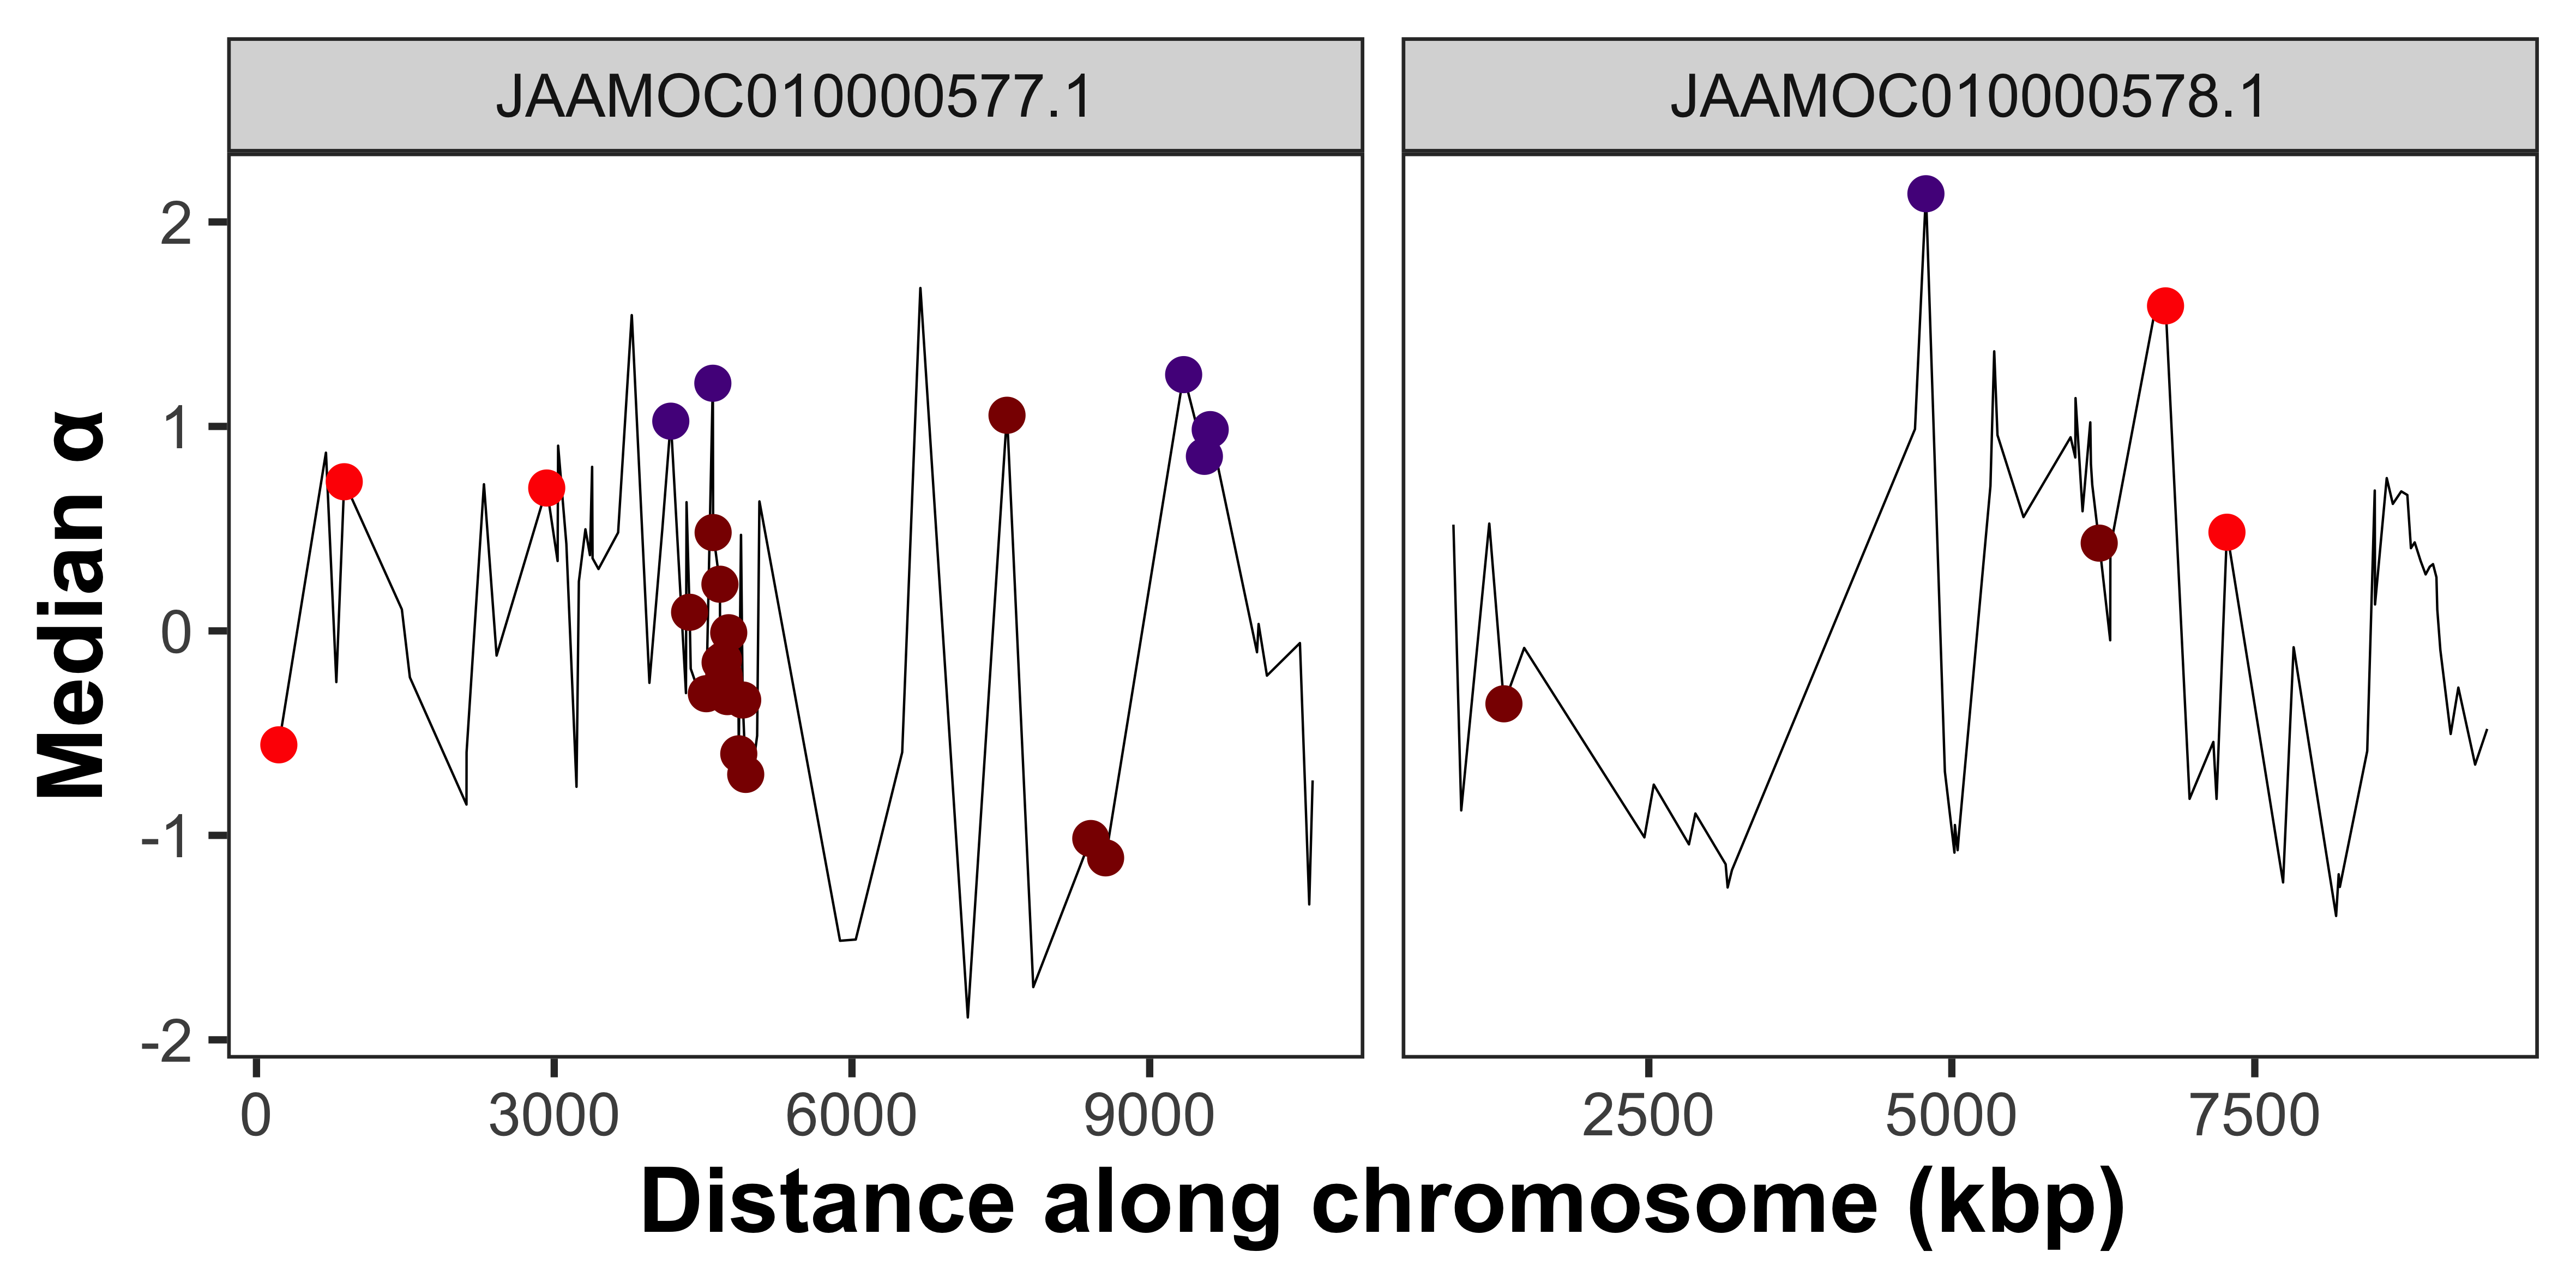 JAAMOC010000577.1 JAAMOC010000578.1
Median α
2
1
0
-1
-2
0 3000 6000 9000 2500 5000 7500
Distance along chromosome (kbp)